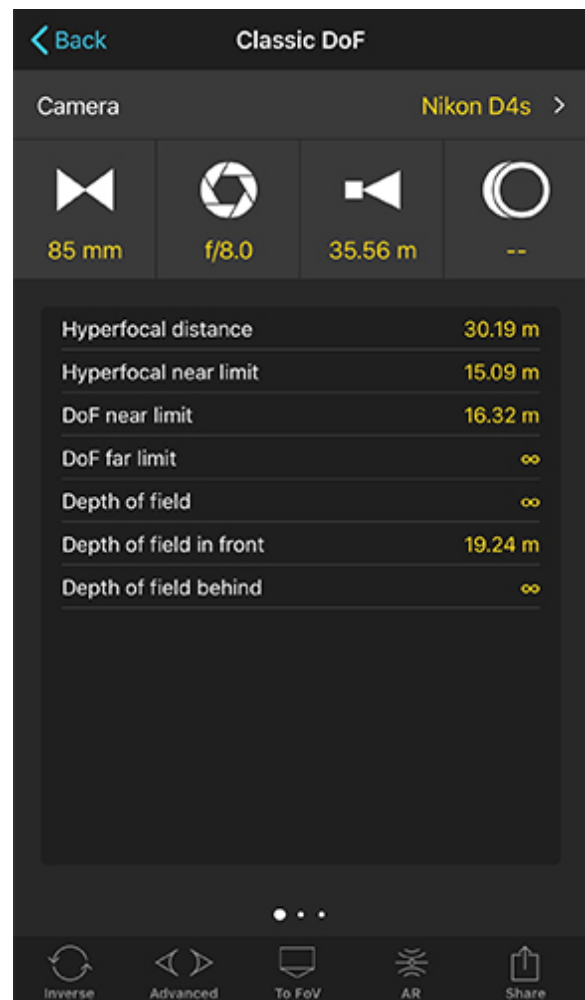 Back Classic DoF
Camera Nikon D4s >
85 mm f/8.0 35.56 m --
Hyperfocal distance 30.19 m
Hyperfocal near limit 15.09 m
DoF near limit 16.32 m
DoF far limit ∞
Depth of field ∞
Depth of field in front 19.24 m
Depth of field behind ∞
Inverse Advanced To FoV AR Share